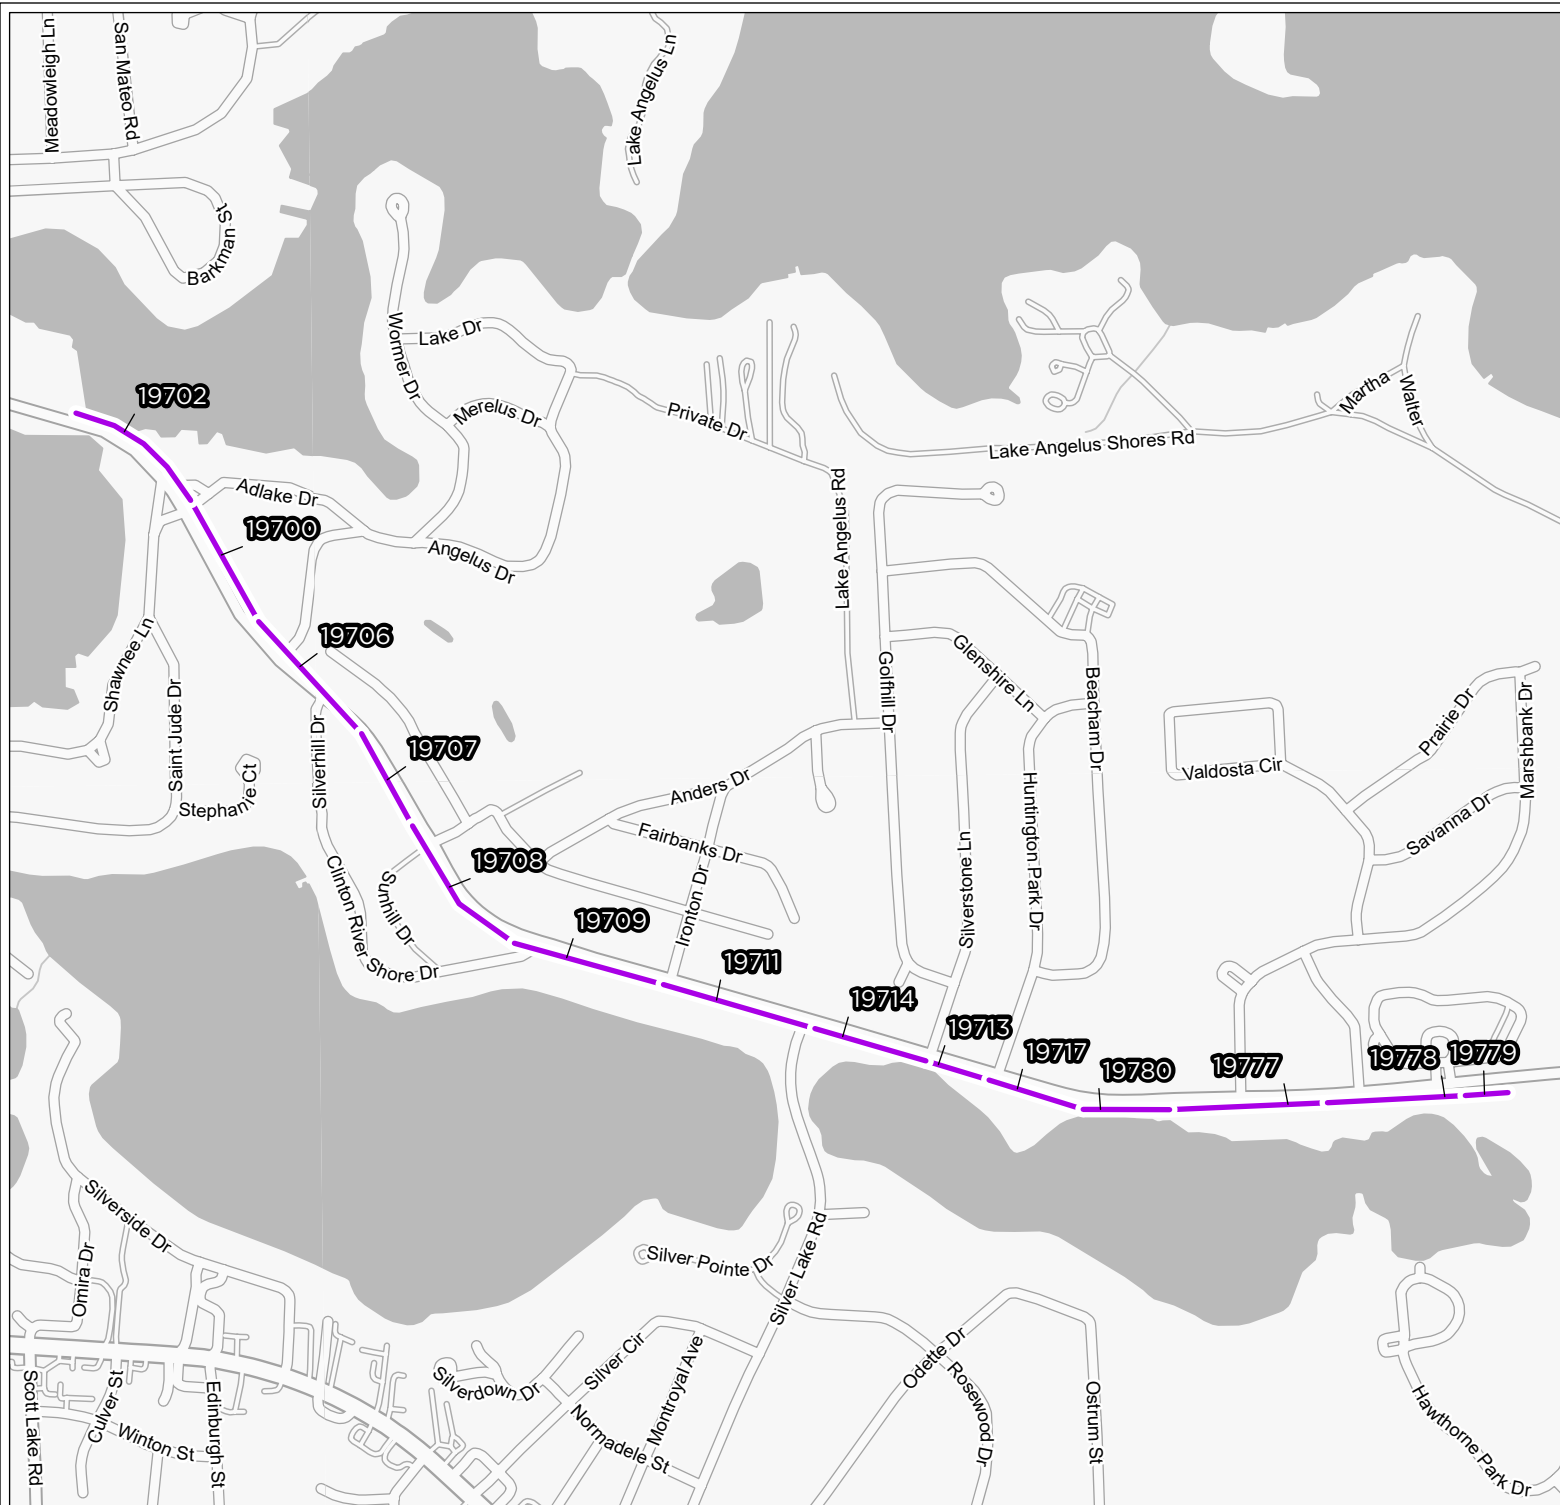 Meadowleigh Ln
San Mateo Rd
Lake Angelus Ln
Barkman St
Wormer Dr
Lake Dr
Merelus Dr
Private Dr
Martha
Walter
19702
Lake Angelus Shores Rd
Adlake Dr
19700
Lake Angelus Rd
Angelus Dr
19706
Shawnee Ln
Saint Jude Dr
Golfhill Dr
Glenshire Ln
Beacham Dr
Prairie Dr
Marshbank Dr
Silverhill Dr
19707
Stephanie Ct
Anders Dr
Valdosta Cir
Huntington Park Dr
Savanna Dr
Fairbanks Dr
19708
Silverstone Ln
Clinton River Shore Dr
Sunhill Dr
Ironton Dr
19709
19711
19714
19713
19717
19780
19777
19778
19779
Silverside Dr
Omira Dr
Silver Pointe Dr
Silver Lake Rd
Silver Cir
Montroyal Ave
Odette Dr
Rosewood Dr
Ostrum St
Silverdown Dr
Normadele St
Scott Lake Rd
Culver St
Winton St
Edinburgh St
Hawthorne Park Dr